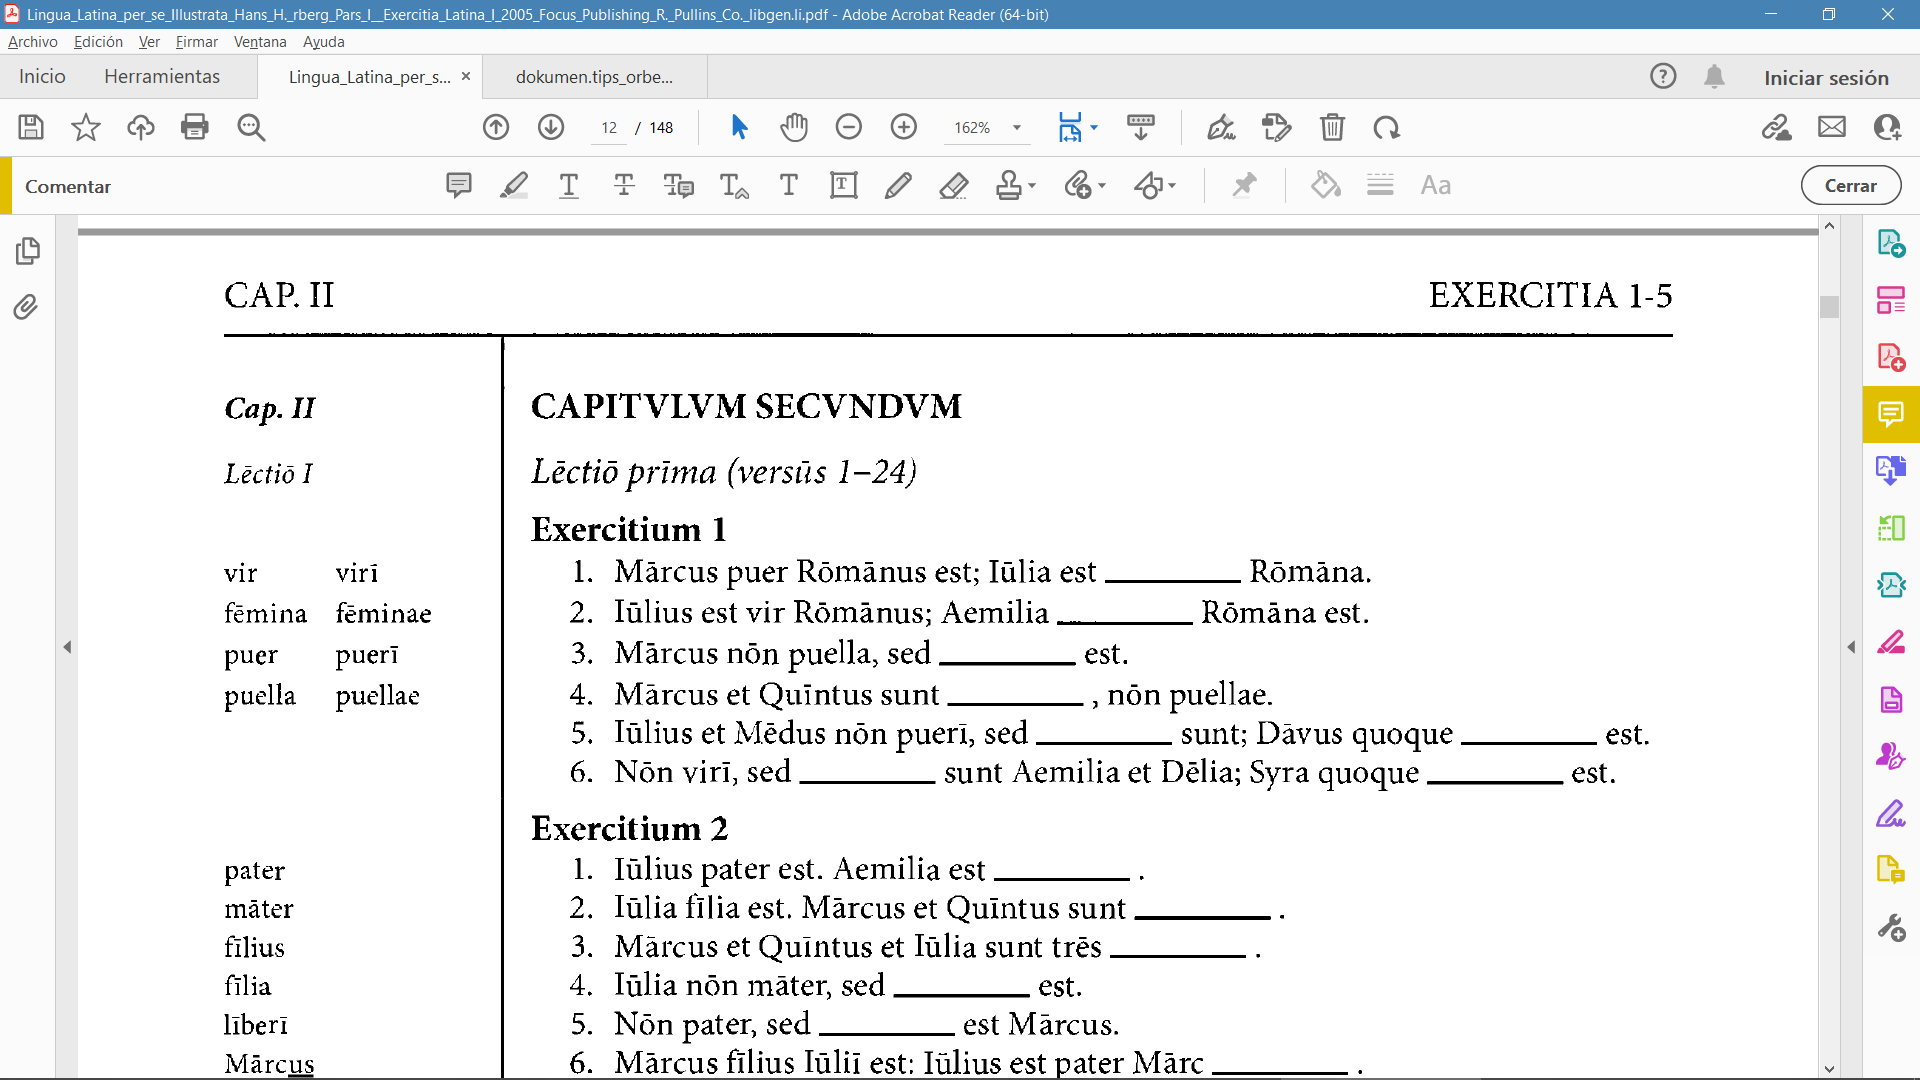 Lingua_Latina_per_se_Illustrata_Hans_H._rberg_Pars_I__Exercitia_Latina_I_2005_Focus_Publishing_R._Pullins_Co._libgen.li.pdf - Adobe Acrobat Reader (64-bit)
Archivo Edición Ver Firmar Ventana Ayuda
Inicio Herramientas Lingua_Latina_per_s... × dokumen.tips_orbe... Iniciar sesión
12 / 148 162%
Comentar Aa Cerrar
CAP. II EXERCITIA 1-5
Cap. II
Lēctiō I
vir virī
fēmina fēminae
puer puerī
puella puellae
pater
māter
fīlius
fīlia
līberī
Mārcus
CAPITVLVM SECVNDVM
Lēctiō prīma (versūs 1–24)
Exercitium 1
1. Mārcus puer Rōmānus est; Iūlia est ________ Rōmāna.
2. Iūlius est vir Rōmānus; Aemilia ________ Rōmāna est.
3. Mārcus nōn puella, sed ________ est.
4. Mārcus et Quīntus sunt ________ , nōn puellae.
5. Iūlius et Mēdus nōn puerī, sed ________ sunt; Dāvus quoque ________ est.
6. Nōn virī, sed ________ sunt Aemilia et Dēlia; Syra quoque ________ est.
Exercitium 2
1. Iūlius pater est. Aemilia est ________ .
2. Iūlia fīlia est. Mārcus et Quīntus sunt ________ .
3. Mārcus et Quīntus et Iūlia sunt trēs ________ .
4. Iūlia nōn māter, sed ________ est.
5. Nōn pater, sed ________ est Mārcus.
6. Mārcus fīlius Iūliī est: Iūlius est pater Mārc ________ .